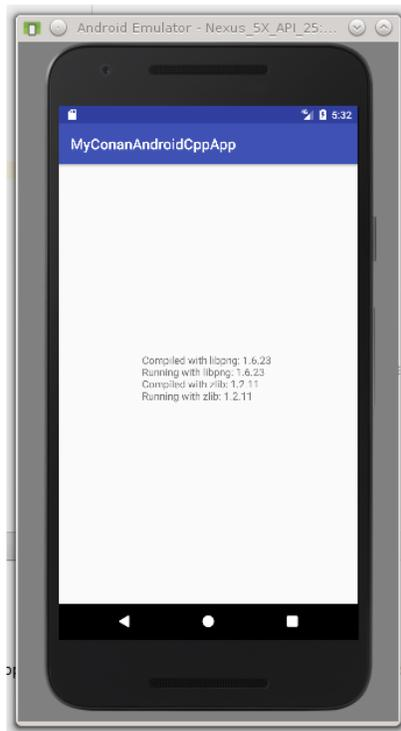 Android Emulator - Nexus_5X_API_25:...
5:32
MyConanAndroidCppApp
Compiled with libpng: 1.6.23
Running with libpng: 1.6.23
Compiled with zlib: 1.2.11
Running with zlib: 1.2.11